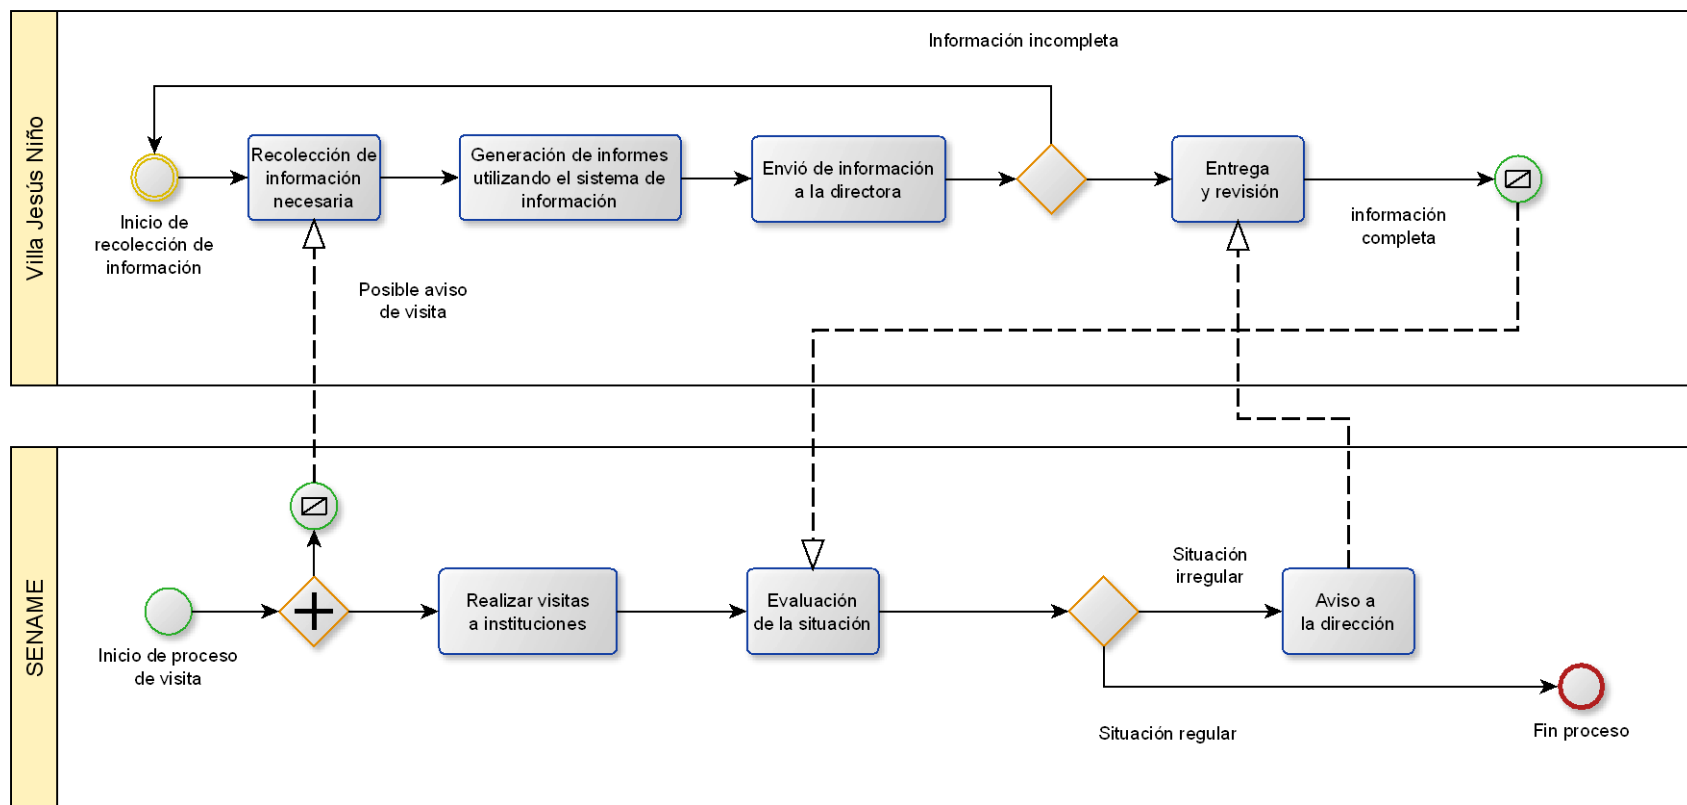 Villa Jesús Niño
Información incompleta
Recolección de
información
necesaria
Generación de informes
utilizando el sistema de
información
Envió de información
a la directora
Entrega
y revisión
Inicio de
recolección de
información
información
completa
Posible aviso
de visita
SENAME
Inicio de proceso
de visita
Realizar visitas
a instituciones
Evaluación
de la situación
Situación
irregular
Aviso a
la dirección
Situación regular
Fin proceso